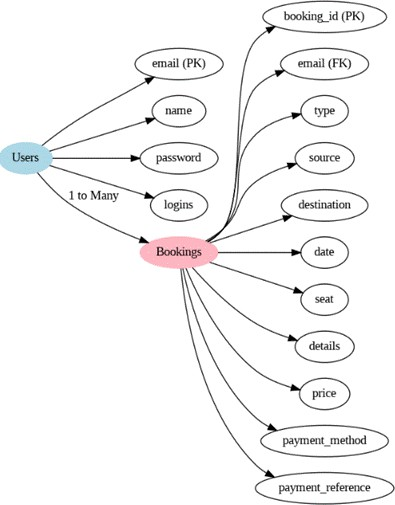 booking_id (PK)
email (PK)
email (FK)
name
type
Users
password
source
1 to Many
logins
destination
Bookings
date
seat
details
price
payment_method
payment_reference